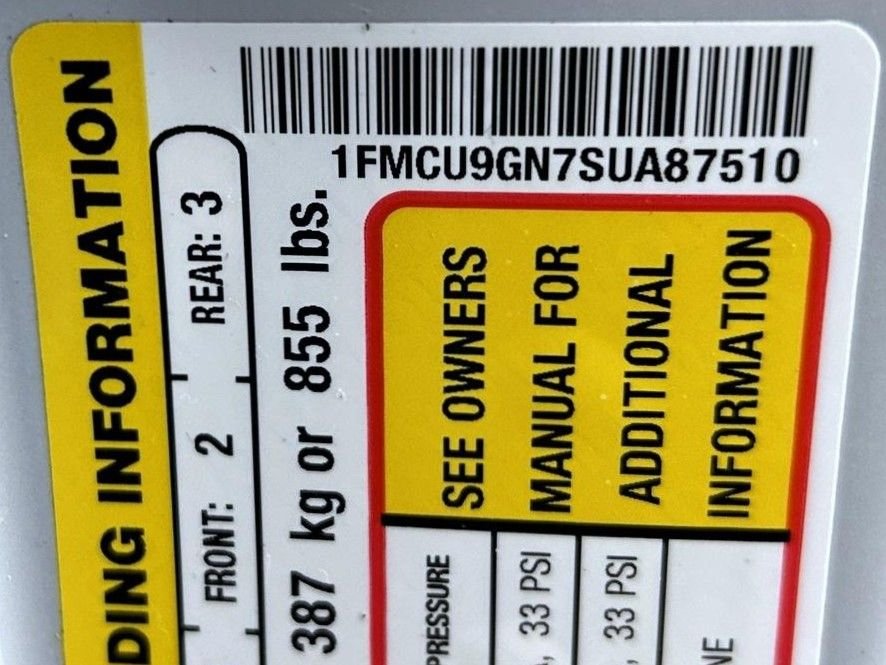 1FMCU9GN7SUA87510
INFORMATION
FRONT: 2 REAR: 3
387 kg or 855 lbs.
SEE OWNERS
MANUAL FOR
ADDITIONAL
INFORMATION
PRESSURE
33 PSI
33 PSI